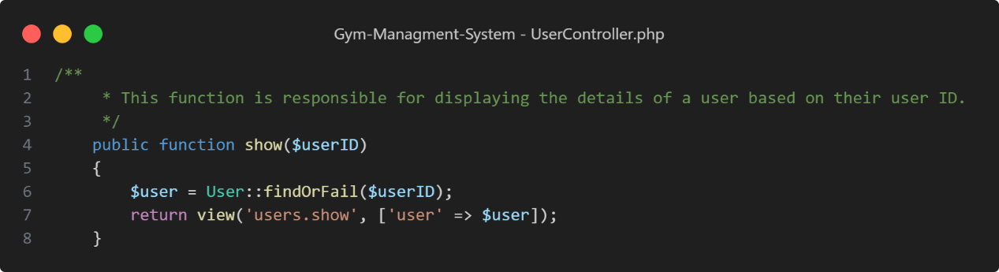 Gym-Managment-System - UserController.php
1 /**
2 * This function is responsible for displaying the details of a user based on their user ID.
3 */
4 public function show($userID)
5 {
6 $user = User::findOrFail($userID);
7 return view('users.show', ['user' => $user]);
8 }